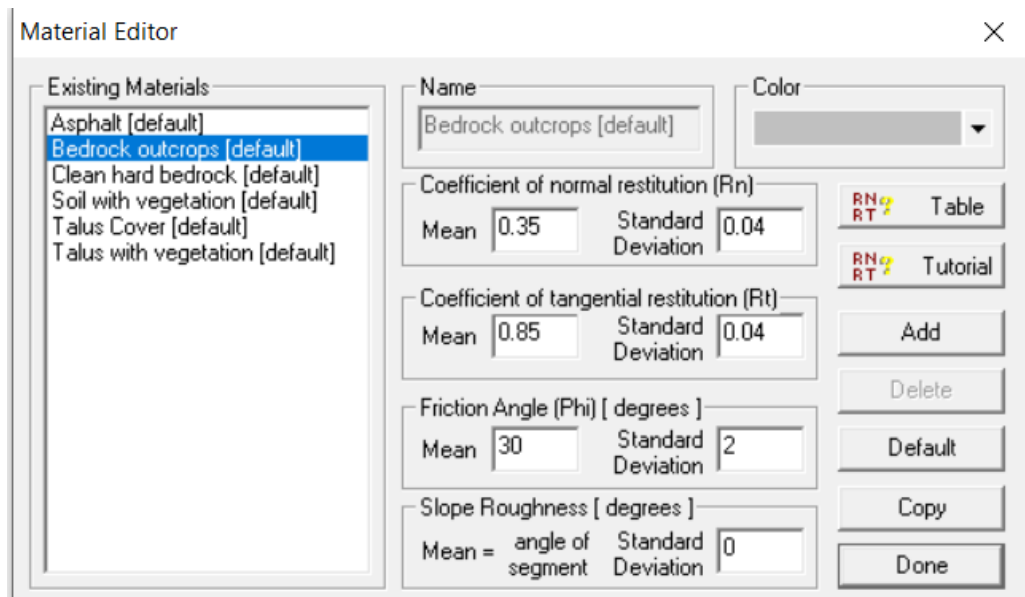 Material Editor
Existing Materials
Asphalt [default]
Bedrock outcrops [default]
Clean hard bedrock [default]
Soil with vegetation [default]
Talus Cover [default]
Talus with vegetation [default]
Name
Bedrock outcrops [default]
Color
Coefficient of normal restitution (Rn)
Mean 0.35 Standard Deviation 0.04
Coefficient of tangential restitution (Rt)
Mean 0.85 Standard Deviation 0.04
Friction Angle (Phi) [ degrees ]
Mean 30 Standard Deviation 2
Slope Roughness [ degrees ]
Mean = angle of segment Standard Deviation 0
RN RT ? Table
RN RT ? Tutorial
Add
Delete
Default
Copy
Done